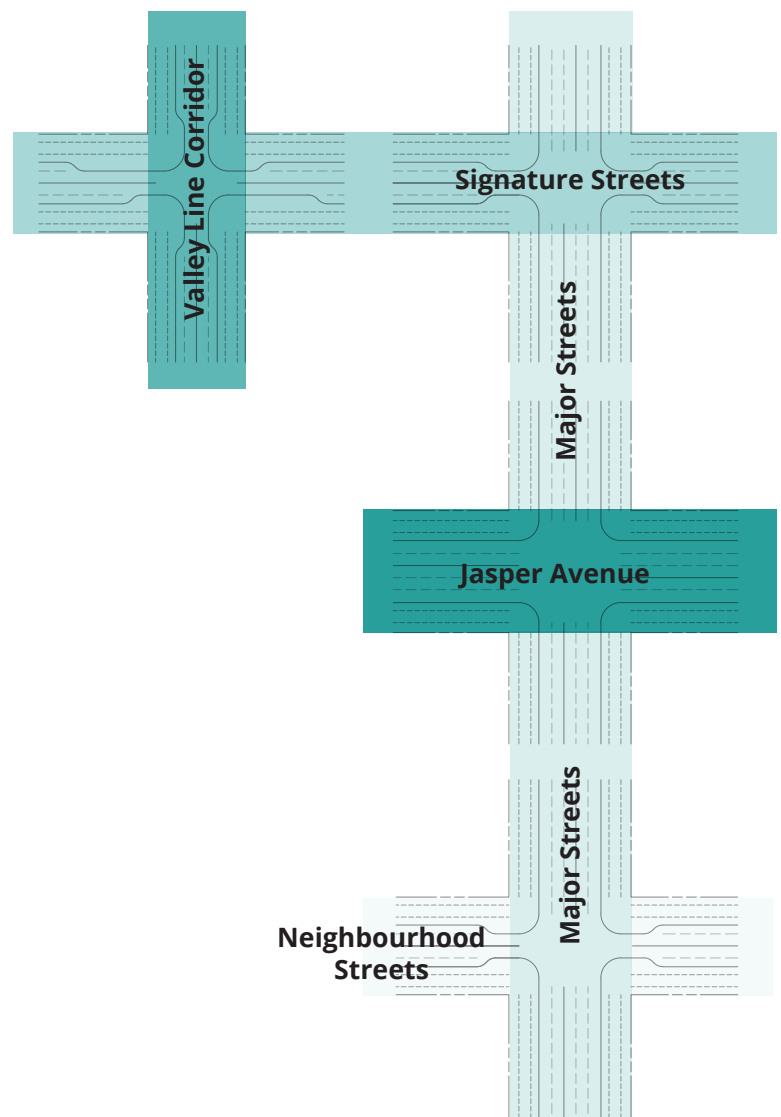 Valley Line Corridor
Signature Streets
Major Streets
Jasper Avenue
Major Streets
Neighbourhood
Streets